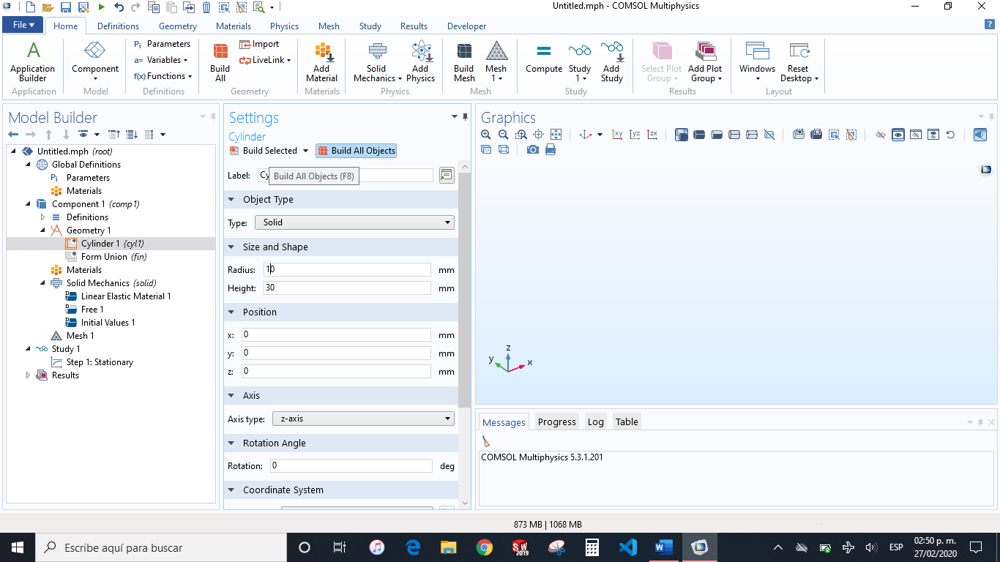 Untitled.mph - COMSOL Multiphysics
File Home Definitions Geometry Materials Physics Mesh Study Results Developer
Application Builder
Application
Component
Model
Pi Parameters
a= Variables
f(x) Functions
Definitions
Build All
Import
LiveLink
Geometry
Add Material
Materials
Solid Mechanics
Add Physics
Physics
Build Mesh
Mesh 1
Mesh
Compute
Study 1
Add Study
Study
Select Plot Group
Add Plot Group
Results
Windows
Reset Desktop
Layout
Model Builder
Untitled.mph (root)
Global Definitions
Pi Parameters
Materials
Component 1 (comp1)
Definitions
Geometry 1
Cylinder 1 (cyl1)
Form Union (fin)
Materials
Solid Mechanics (solid)
Linear Elastic Material 1
Free 1
Initial Values 1
Mesh 1
Study 1
Step 1: Stationary
Results
Settings
Cylinder
Build Selected Build All Objects
Label: Cy
Build All Objects (F8)
Object Type
Type: Solid
Size and Shape
Radius: 10 mm
Height: 30 mm
Position
x: 0 mm
y: 0 mm
z: 0 mm
Axis
Axis type: z-axis
Rotation Angle
Rotation: 0 deg
Coordinate System
Graphics
xy yz zx
z
y
x
Messages Progress Log Table
COMSOL Multiphysics 5.3.1.201
873 MB | 1068 MB
Escribe aquí para buscar
SW 2019
ESP
02:50 p. m.
27/02/2020